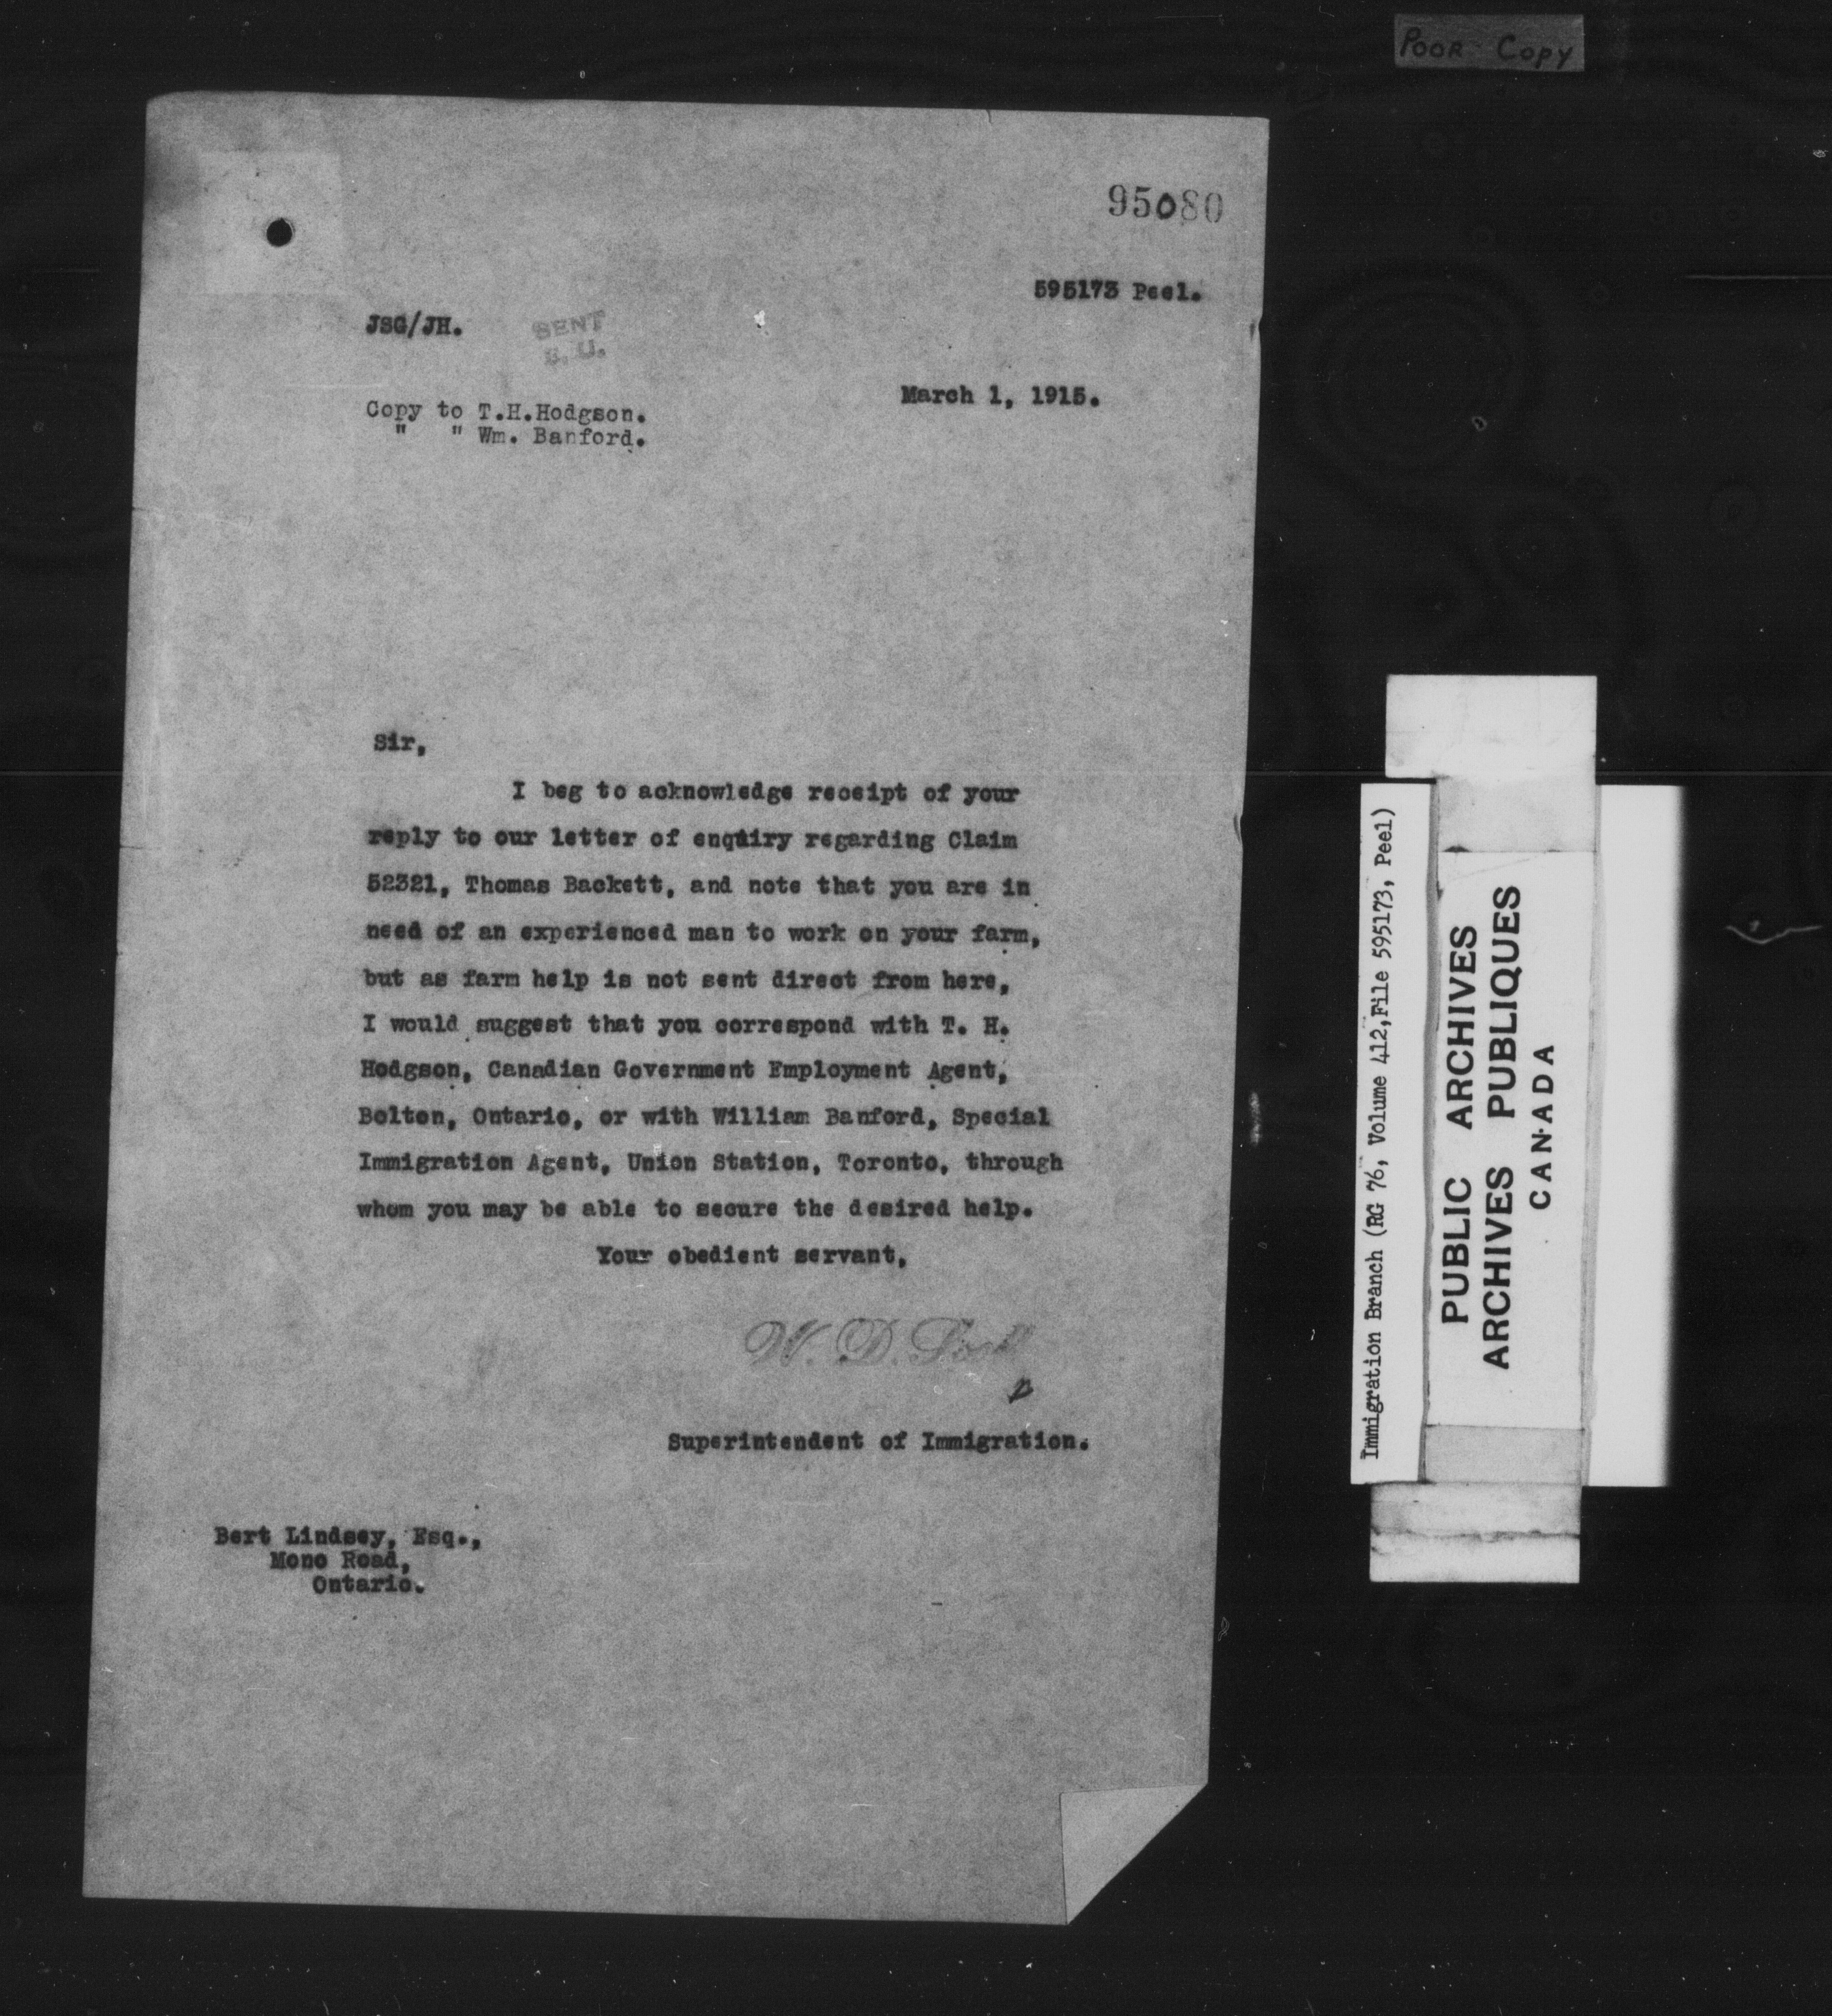 POOR COPY
95080
595173 Peel.
JSG/JH.
SENT
S. U.
March 1, 1915.
Copy to T.H.Hodgson.
" " Wm. Banford.
Sir,
I beg to acknowledge receipt of your
reply to our letter of enquiry regarding Claim
52321, Thomas Backett, and note that you are in
need of an experienced man to work on your farm,
but as farm help is not sent direct from here,
I would suggest that you correspond with T. H.
Hodgson, Canadian Government Employment Agent,
Bolton, Ontario, or with William Banford, Special
Immigration Agent, Union Station, Toronto, through
whom you may be able to secure the desired help.
Your obedient servant,
W. D. Scott
Superintendent of Immigration.
Bert Lindsey, Esq.,
Mono Road,
Ontario.
Immigration Branch (RG 76, Volume 412,File 595173, Peel)
PUBLIC ARCHIVES
ARCHIVES PUBLIQUES
CANADA